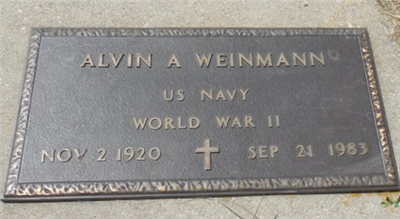 ALVIN A WEINMANN
US NAVY
WORLD WAR II
NOV 2 1920 SEP 21 1983